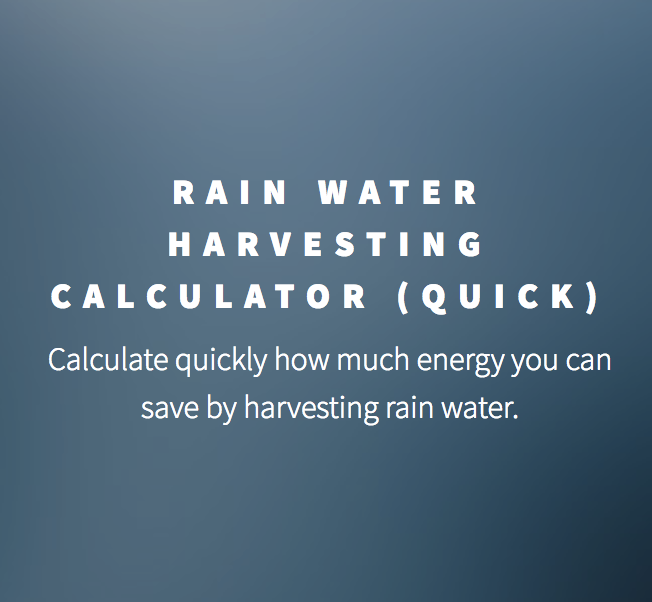 RAIN WATER
HARVESTING
CALCULATOR (QUICK)
Calculate quickly how much energy you can
save by harvesting rain water.